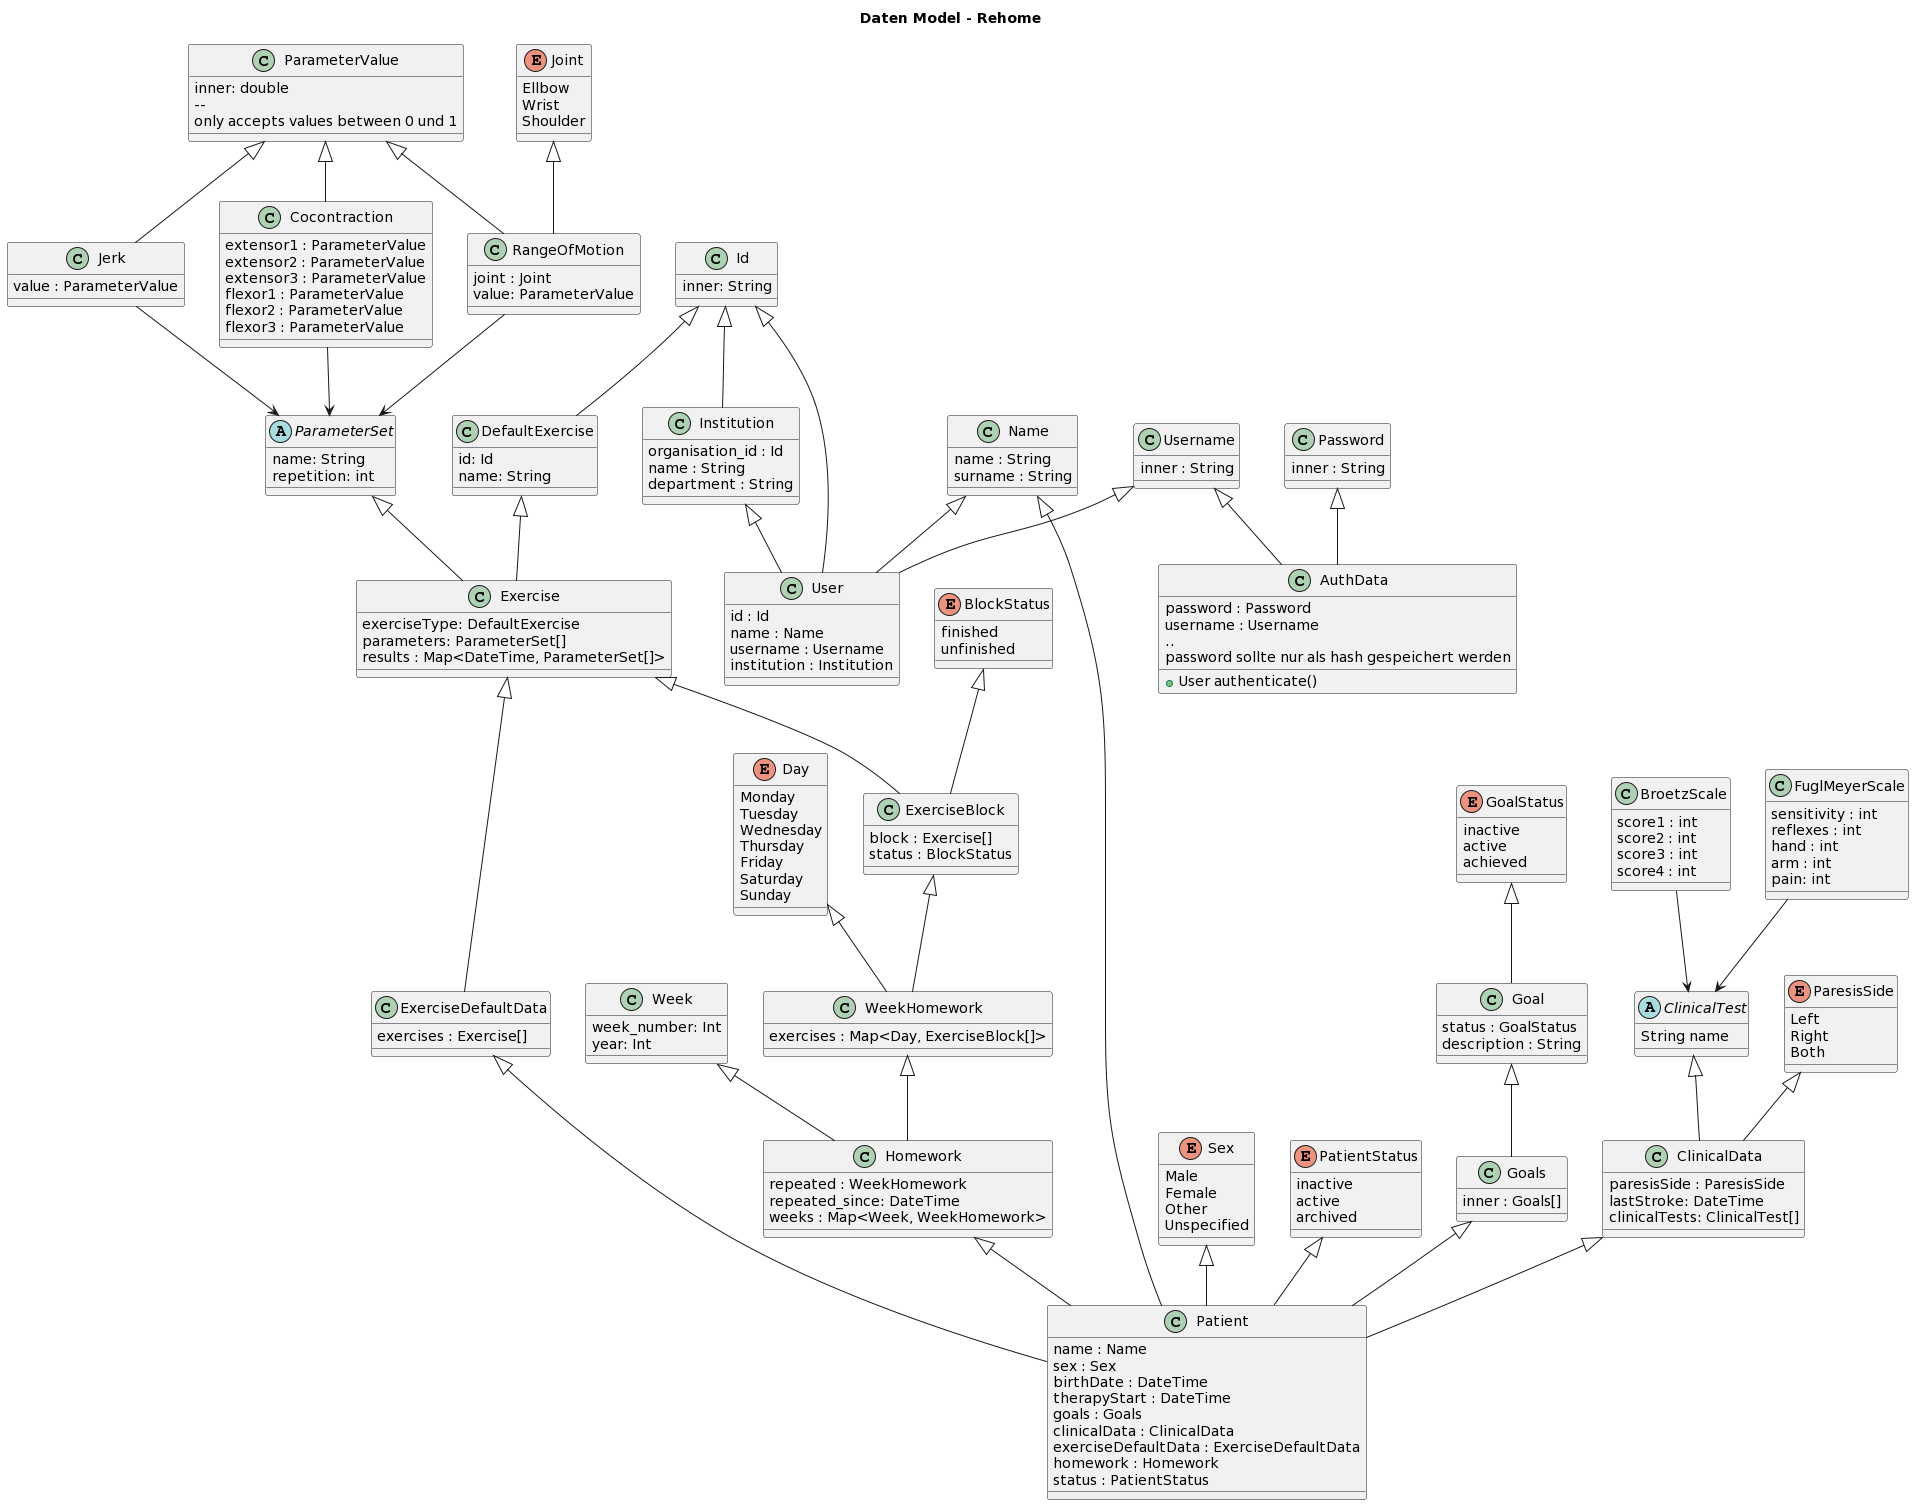 Daten Model - Rehome
C ParameterValue
inner: double
--
only accepts values between 0 und 1
E Joint
Ellbow
Wrist
Shoulder
C Jerk
value : ParameterValue
C Cocontraction
extensor1 : ParameterValue
extensor2 : ParameterValue
extensor3 : ParameterValue
flexor1 : ParameterValue
flexor2 : ParameterValue
flexor3 : ParameterValue
C RangeOfMotion
joint : Joint
value: ParameterValue
C Id
inner: String
A ParameterSet
name: String
repetition: int
C DefaultExercise
id: Id
name: String
C Institution
organisation_id : Id
name : String
department : String
C Name
name : String
surname : String
C Username
inner : String
C Password
inner : String
C Exercise
exerciseType: DefaultExercise
parameters: ParameterSet[]
results : Map<DateTime, ParameterSet[]>
C User
id : Id
name : Name
username : Username
institution : Institution
E BlockStatus
finished
unfinished
C AuthData
password : Password
username : Username
..
password sollte nur als hash gespeichert werden
User authenticate()
E Day
Monday
Tuesday
Wednesday
Thursday
Friday
Saturday
Sunday
C ExerciseBlock
block : Exercise[]
status : BlockStatus
E GoalStatus
inactive
active
achieved
C BroetzScale
score1 : int
score2 : int
score3 : int
score4 : int
C FuglMeyerScale
sensitivity : int
reflexes : int
hand : int
arm : int
pain: int
C ExerciseDefaultData
exercises : Exercise[]
C Week
week_number: Int
year: Int
C WeekHomework
exercises : Map<Day, ExerciseBlock[]>
C Goal
status : GoalStatus
description : String
A ClinicalTest
String name
E ParesisSide
Left
Right
Both
C Homework
repeated : WeekHomework
repeated_since: DateTime
weeks : Map<Week, WeekHomework>
E Sex
Male
Female
Other
Unspecified
E PatientStatus
inactive
active
archived
C Goals
inner : Goals[]
C ClinicalData
paresisSide : ParesisSide
lastStroke: DateTime
clinicalTests: ClinicalTest[]
C Patient
name : Name
sex : Sex
birthDate : DateTime
therapyStart : DateTime
goals : Goals
clinicalData : ClinicalData
exerciseDefaultData : ExerciseDefaultData
homework : Homework
status : PatientStatus